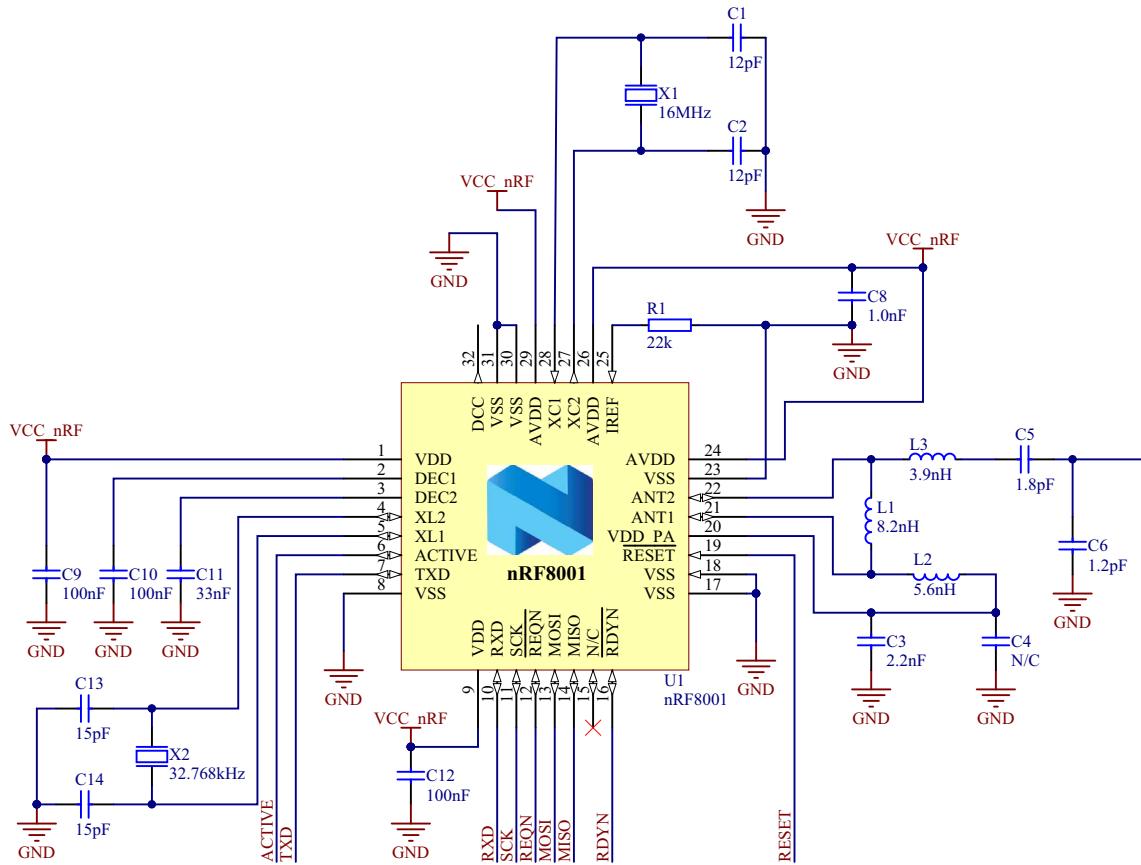 C1
12pF
X1
16MHz
C2
12pF
GND
VCC_nRF
GND
VCC_nRF
C8
1.0nF
GND
R1
22k
32
31
30
29
28
27
26
25
DCC
VSS
VSS
AVDD
XC1
XC2
AVDD
IREF
VCC_nRF
1 VDD
2 DEC1
3 DEC2
4 XL2
5 XL1
6 ACTIVE
7 TXD
8 VSS
AVDD 24
VSS 23
ANT2 22
ANT1 21
VDD_PA 20
RESET 19
VSS 18
VSS 17
nRF8001
VDD
RXD
SCK
REQN
MOSI
MISO
N/C
RDYN
9
10
11
12
13
14
15
16
U1
nRF8001
L3
3.9nH
C5
1.8pF
L1
8.2nH
L2
5.6nH
C6
1.2pF
GND
C3
2.2nF
GND
C4
N/C
GND
GND
C9
100nF
GND
C10
100nF
GND
C11
33nF
GND
GND
C13
15pF
X2
32.768kHz
C14
15pF
GND
VCC_nRF
C12
100nF
GND
ACTIVE
TXD
RXD
SCK
REQN
MOSI
MISO
RDYN
RESET